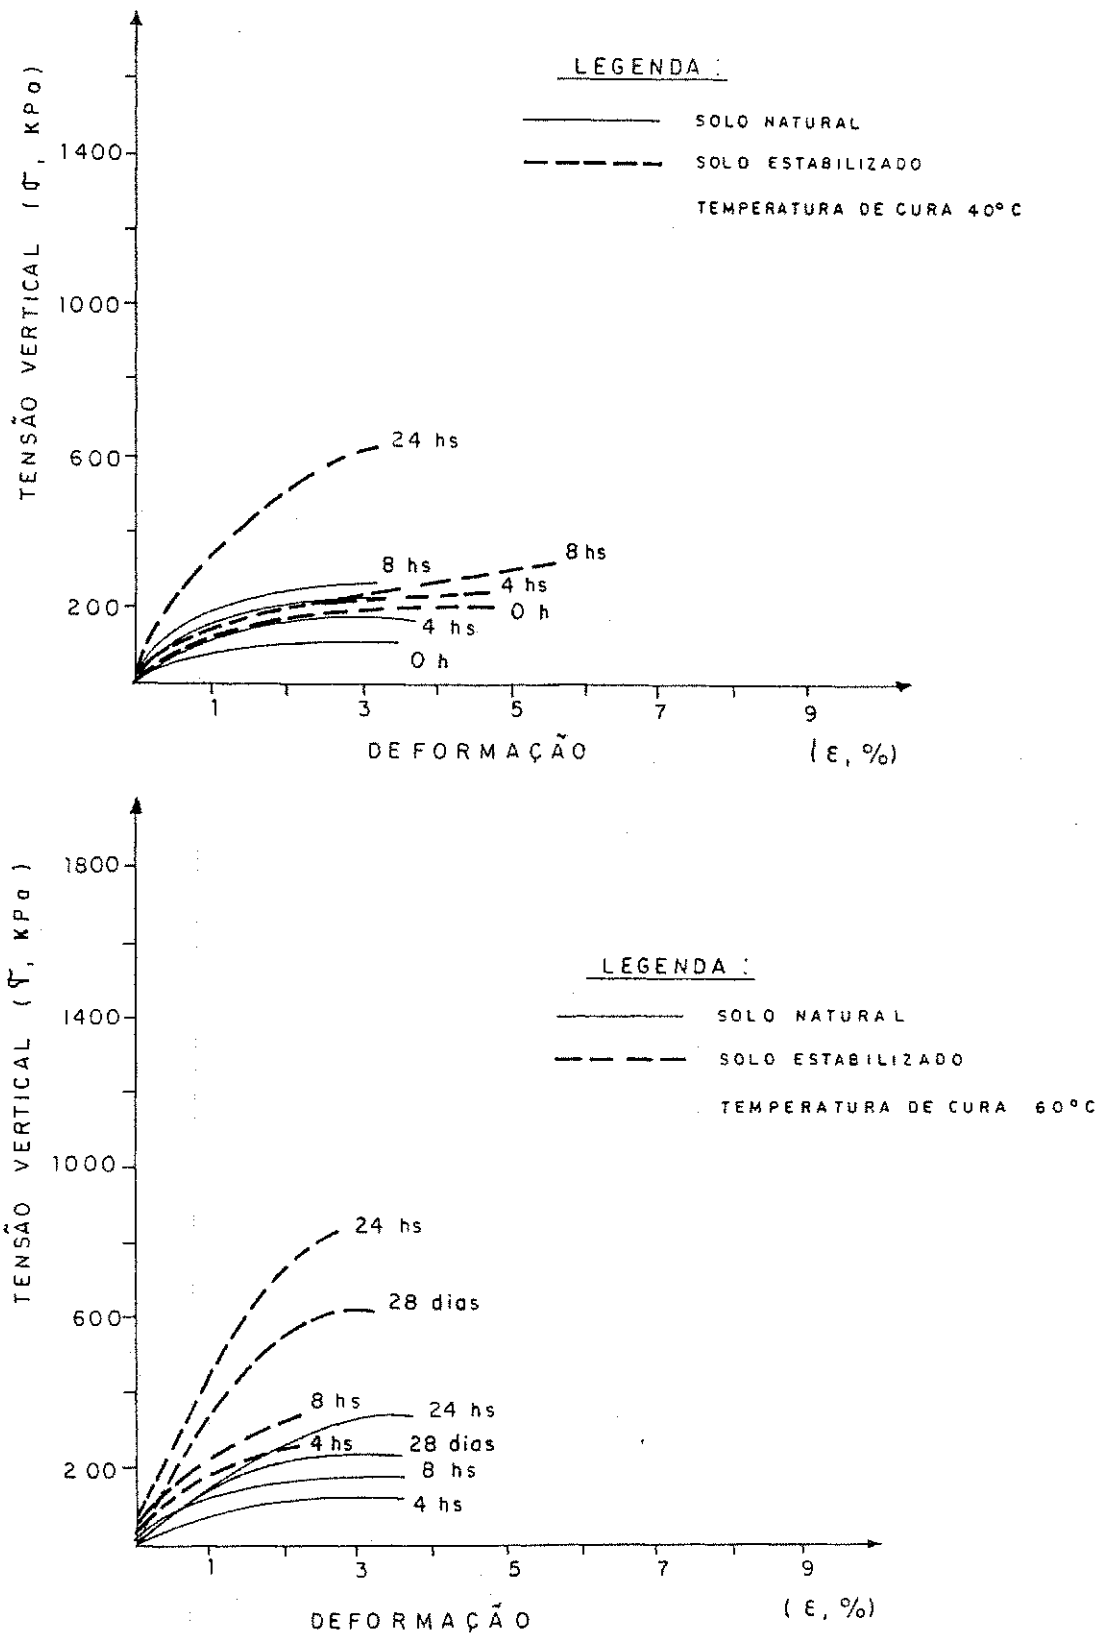 TENSÃO VERTICAL (σ, KPa)
LEGENDA:
SOLO NATURAL
SOLO ESTABILIZADO
TEMPERATURA DE CURA 40°C
1400
1000
600
200
24 hs
8 hs
8 hs
4 hs
0 h
4 hs
0 h
1 3 5 7 9
DEFORMAÇÃO (ε, %)
TENSÃO VERTICAL (σ, KPa)
1800
1400
1000
600
200
LEGENDA:
SOLO NATURAL
SOLO ESTABILIZADO
TEMPERATURA DE CURA 60°C
24 hs
28 dias
8 hs
24 hs
4 hs
28 dias
8 hs
4 hs
1 3 5 7 9
DEFORMAÇÃO (ε, %)